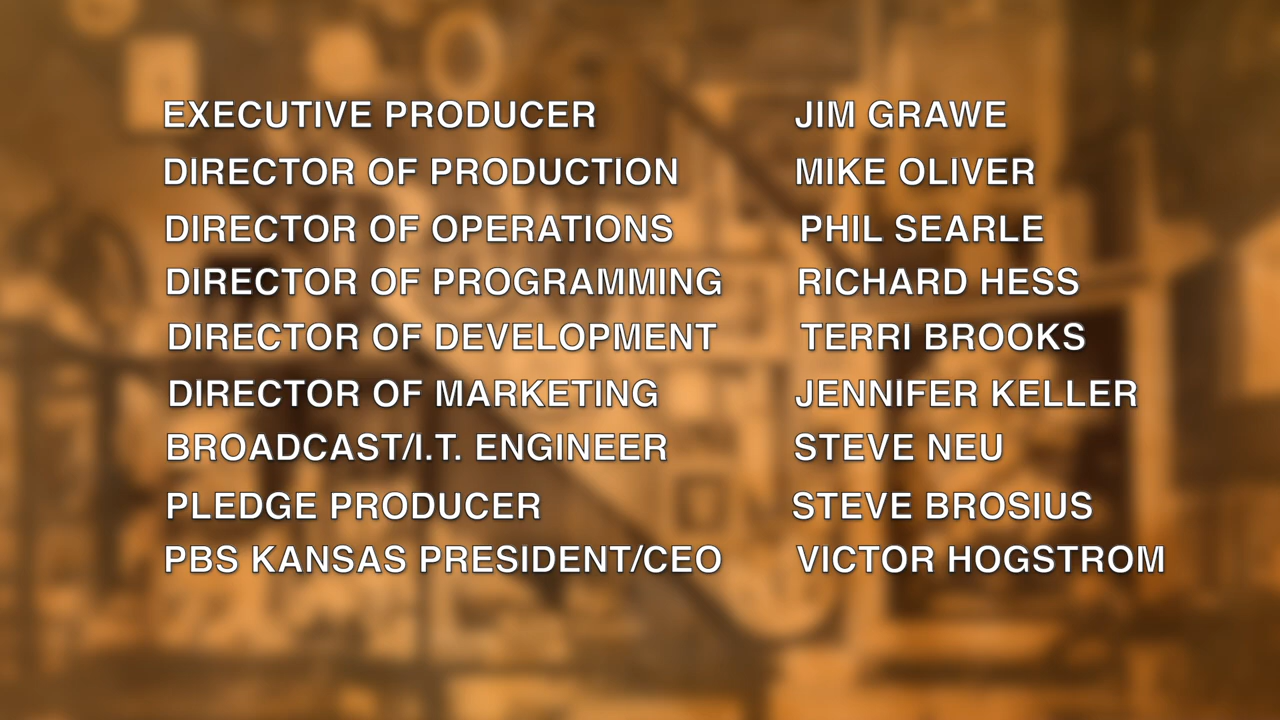 EXECUTIVE PRODUCER JIM GRAWE
DIRECTOR OF PRODUCTION MIKE OLIVER
DIRECTOR OF OPERATIONS PHIL SEARLE
DIRECTOR OF PROGRAMMING RICHARD HESS
DIRECTOR OF DEVELOPMENT TERRI BROOKS
DIRECTOR OF MARKETING JENNIFER KELLER
BROADCAST/I.T. ENGINEER STEVE NEU
PLEDGE PRODUCER STEVE BROSIUS
PBS KANSAS PRESIDENT/CEO VICTOR HOGSTROM